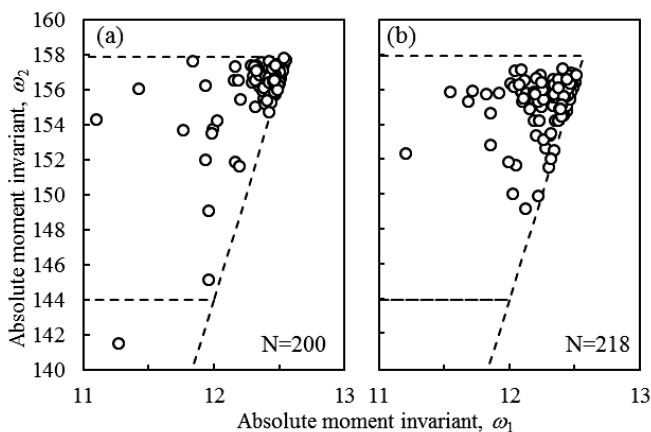 (a)
(b)
160
158
156
154
152
150
148
146
144
142
140
Absolute moment invariant, ω2
N=200
N=218
11
12
13
11
12
13
Absolute moment invariant, ω1